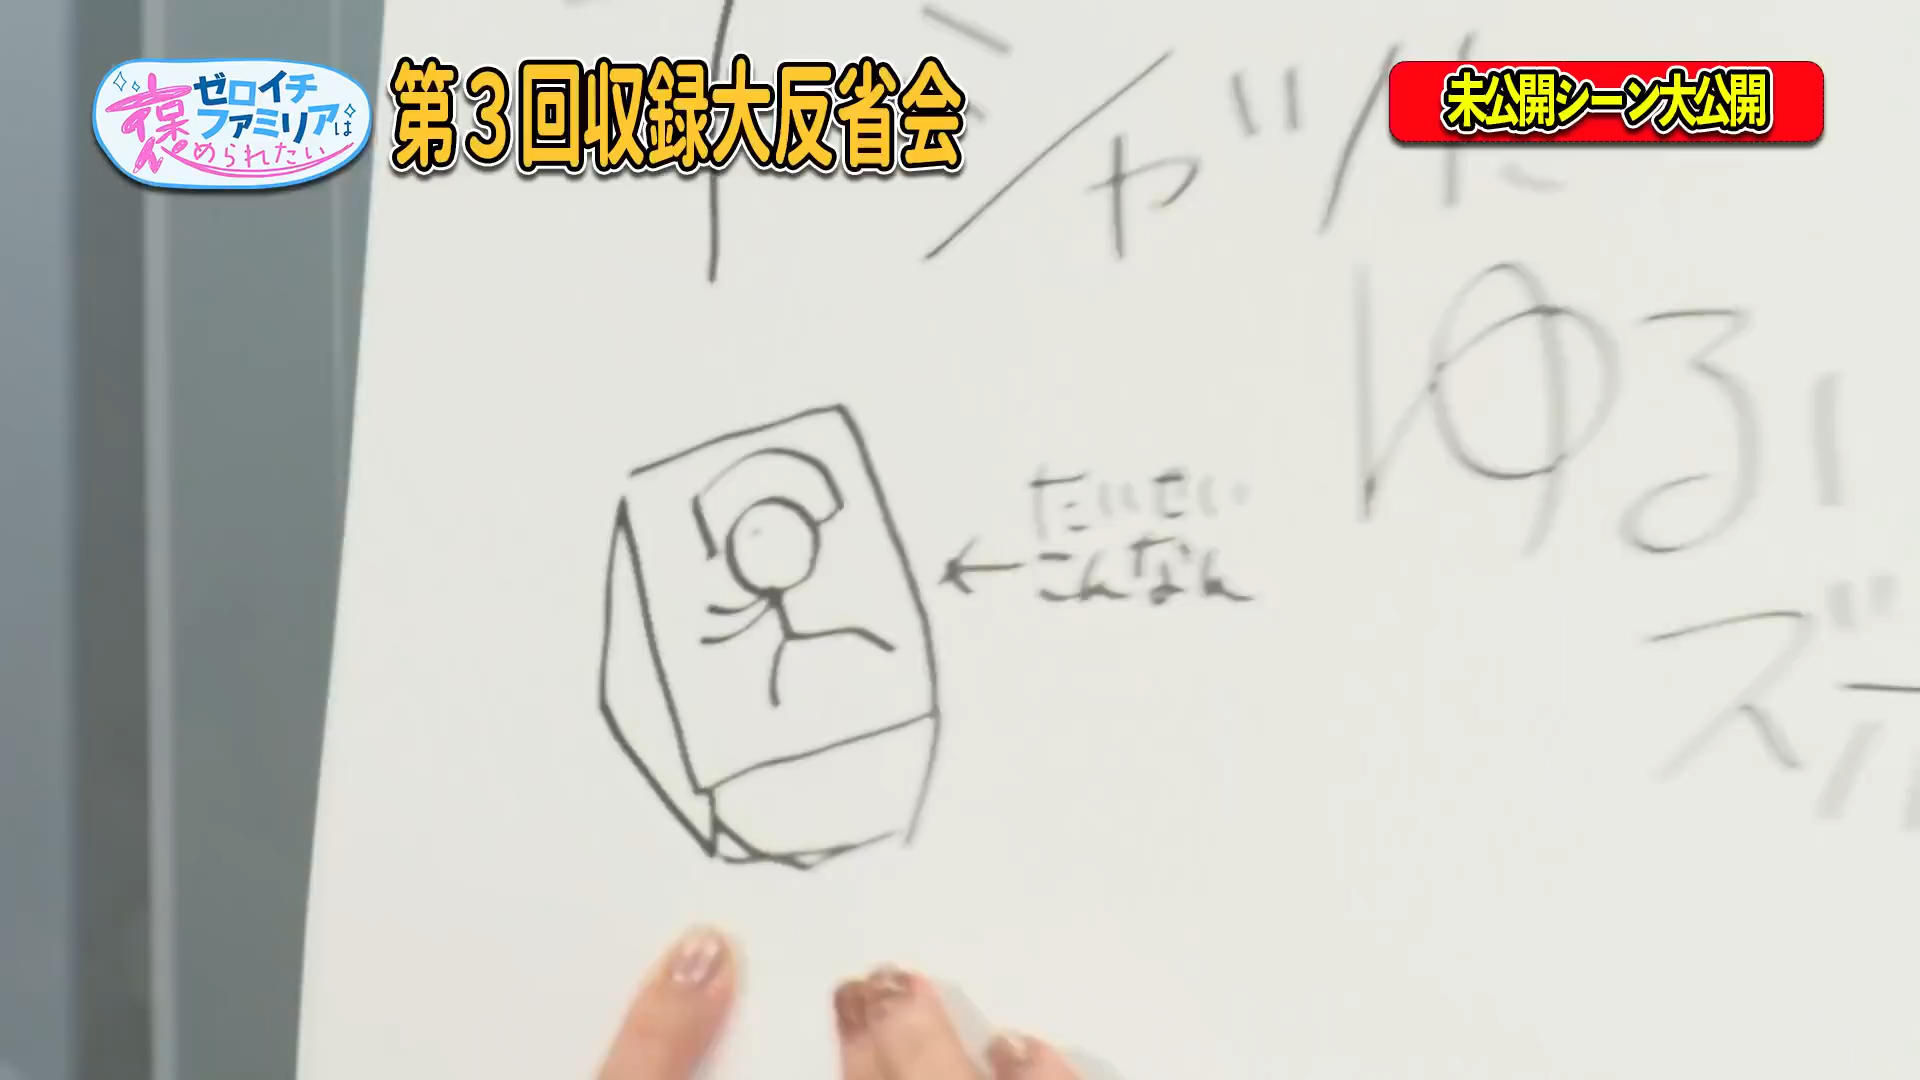 ゼロイチ
ファミリアは
褒められたい
第3回収録大反省会
未公開シーン大公開
だいたい
こんなん
ゆるい